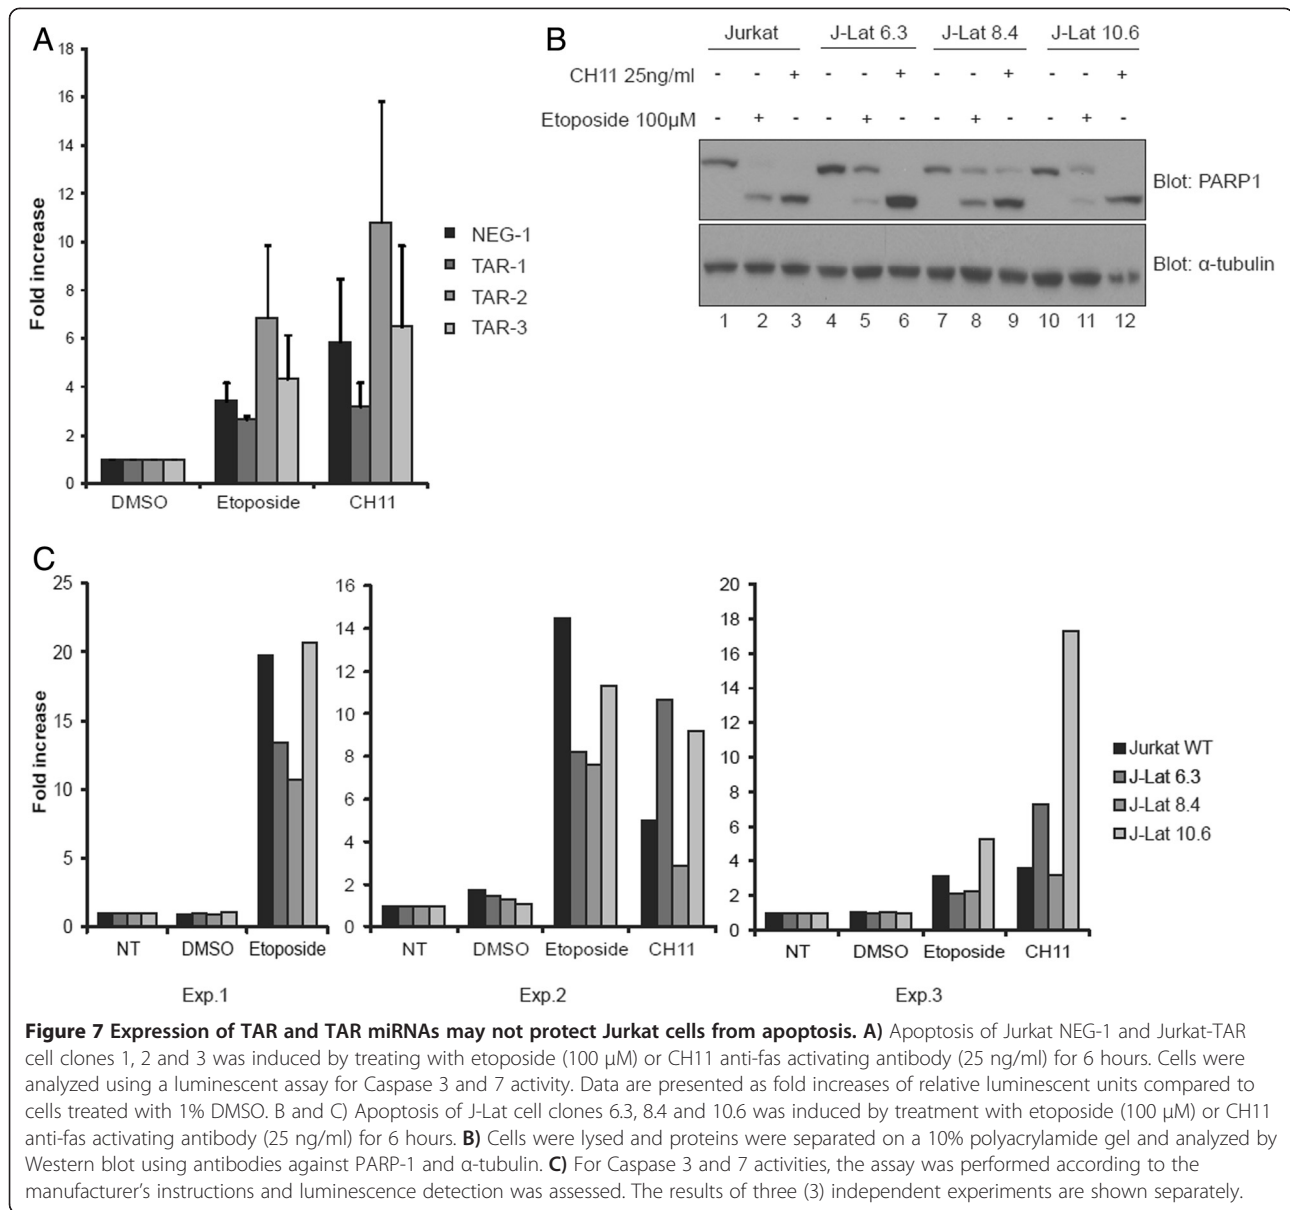 A
18
16
14
12
10
8
6
4
2
0
Fold increase
DMSO Etoposide CH11
NEG-1
TAR-1
TAR-2
TAR-3
B
Jurkat J-Lat 6.3 J-Lat 8.4 J-Lat 10.6
CH11 25ng/ml - - + - - + - - + - - +
Etoposide 100µM - + - - + - - + - - + -
Blot: PARP1
Blot: α-tubulin
1 2 3 4 5 6 7 8 9 10 11 12
C
25
20
15
10
5
0
Fold increase
NT DMSO Etoposide
Exp.1
16
14
12
10
8
6
4
2
0
NT DMSO Etoposide CH11
Exp.2
20
18
16
14
12
10
8
6
4
2
0
NT DMSO Etoposide CH11
Exp.3
Jurkat WT
J-Lat 6.3
J-Lat 8.4
J-Lat 10.6
Figure 7 Expression of TAR and TAR miRNAs may not protect Jurkat cells from apoptosis. A) Apoptosis of Jurkat NEG-1 and Jurkat-TAR
cell clones 1, 2 and 3 was induced by treating with etoposide (100 µM) or CH11 anti-fas activating antibody (25 ng/ml) for 6 hours. Cells were
analyzed using a luminescent assay for Caspase 3 and 7 activity. Data are presented as fold increases of relative luminescent units compared to
cells treated with 1% DMSO. B and C) Apoptosis of J-Lat cell clones 6.3, 8.4 and 10.6 was induced by treatment with etoposide (100 µM) or CH11
anti-fas activating antibody (25 ng/ml) for 6 hours. B) Cells were lysed and proteins were separated on a 10% polyacrylamide gel and analyzed by
Western blot using antibodies against PARP-1 and α-tubulin. C) For Caspase 3 and 7 activities, the assay was performed according to the
manufacturer's instructions and luminescence detection was assessed. The results of three (3) independent experiments are shown separately.